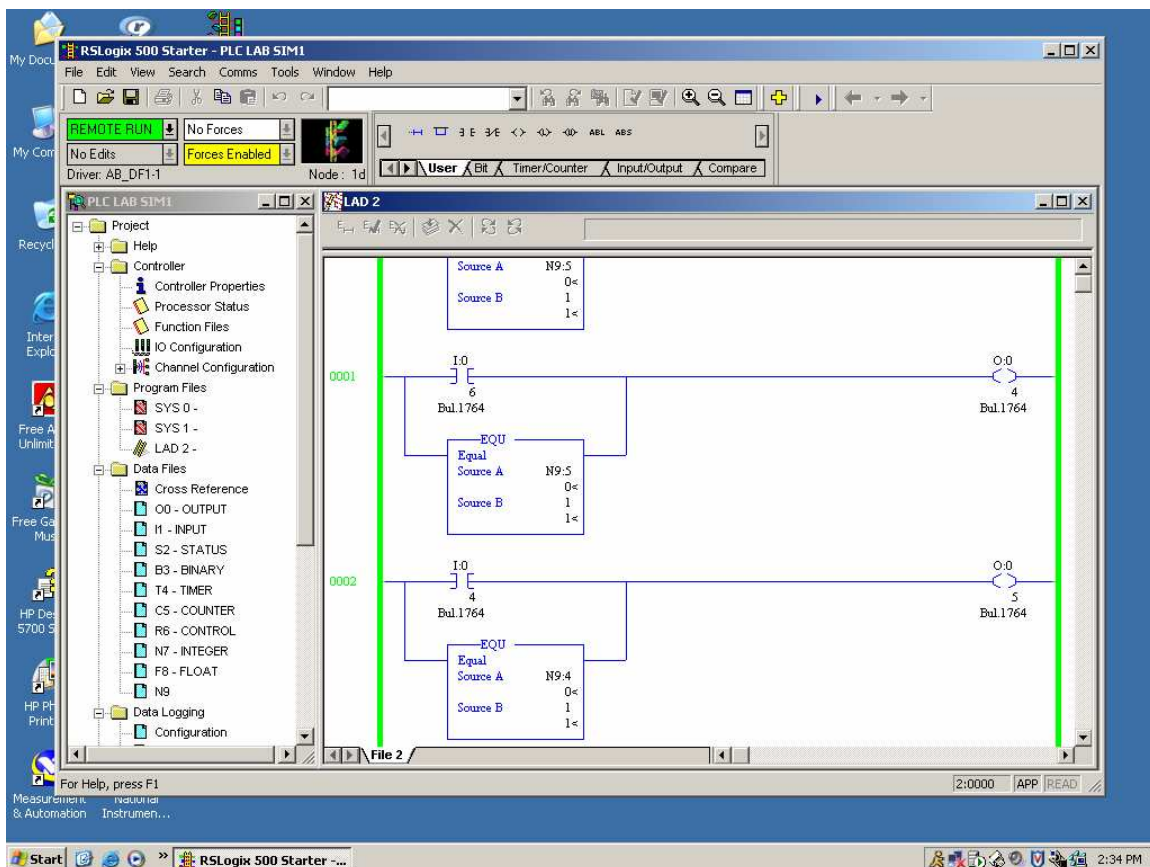 My Docu
RSLogix 500 Starter - PLC LAB SIM1
File Edit View Search Comms Tools Window Help
REMOTE RUN
No Forces
No Edits
Forces Enabled
Driver: AB_DF1-1
Node : 1d
ABL ABS
User Bit Timer/Counter Input/Output Compare
My Com
Recycl
Inter
Explo
Free A
Unlimit
Free Ga
Mus
HP De
5700 S
HP Ph
Print
Measurement
& Automation
National
Instrumen...
PLC LAB SIM1
Project
Help
Controller
Controller Properties
Processor Status
Function Files
IO Configuration
Channel Configuration
Program Files
SYS 0 -
SYS 1 -
LAD 2 -
Data Files
Cross Reference
O0 - OUTPUT
I1 - INPUT
S2 - STATUS
B3 - BINARY
T4 - TIMER
C5 - COUNTER
R6 - CONTROL
N7 - INTEGER
F8 - FLOAT
N9
Data Logging
Configuration
LAD 2
Source A N9:5
0<
Source B 1
1<
0001
I:0
6
Bul.1764
O:0
4
Bul.1764
EQU
Equal
Source A N9:5
0<
Source B 1
1<
0002
I:0
4
Bul.1764
O:0
5
Bul.1764
EQU
Equal
Source A N9:4
0<
Source B 1
1<
File 2
For Help, press F1
2:0000 APP READ
Start
RSLogix 500 Starter -...
2:34 PM